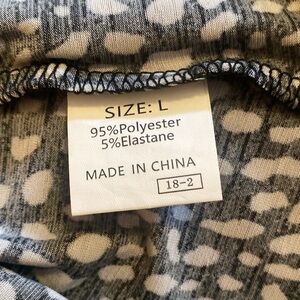 SIZE: L
95%Polyester
5%Elastane
MADE IN CHINA
18-2